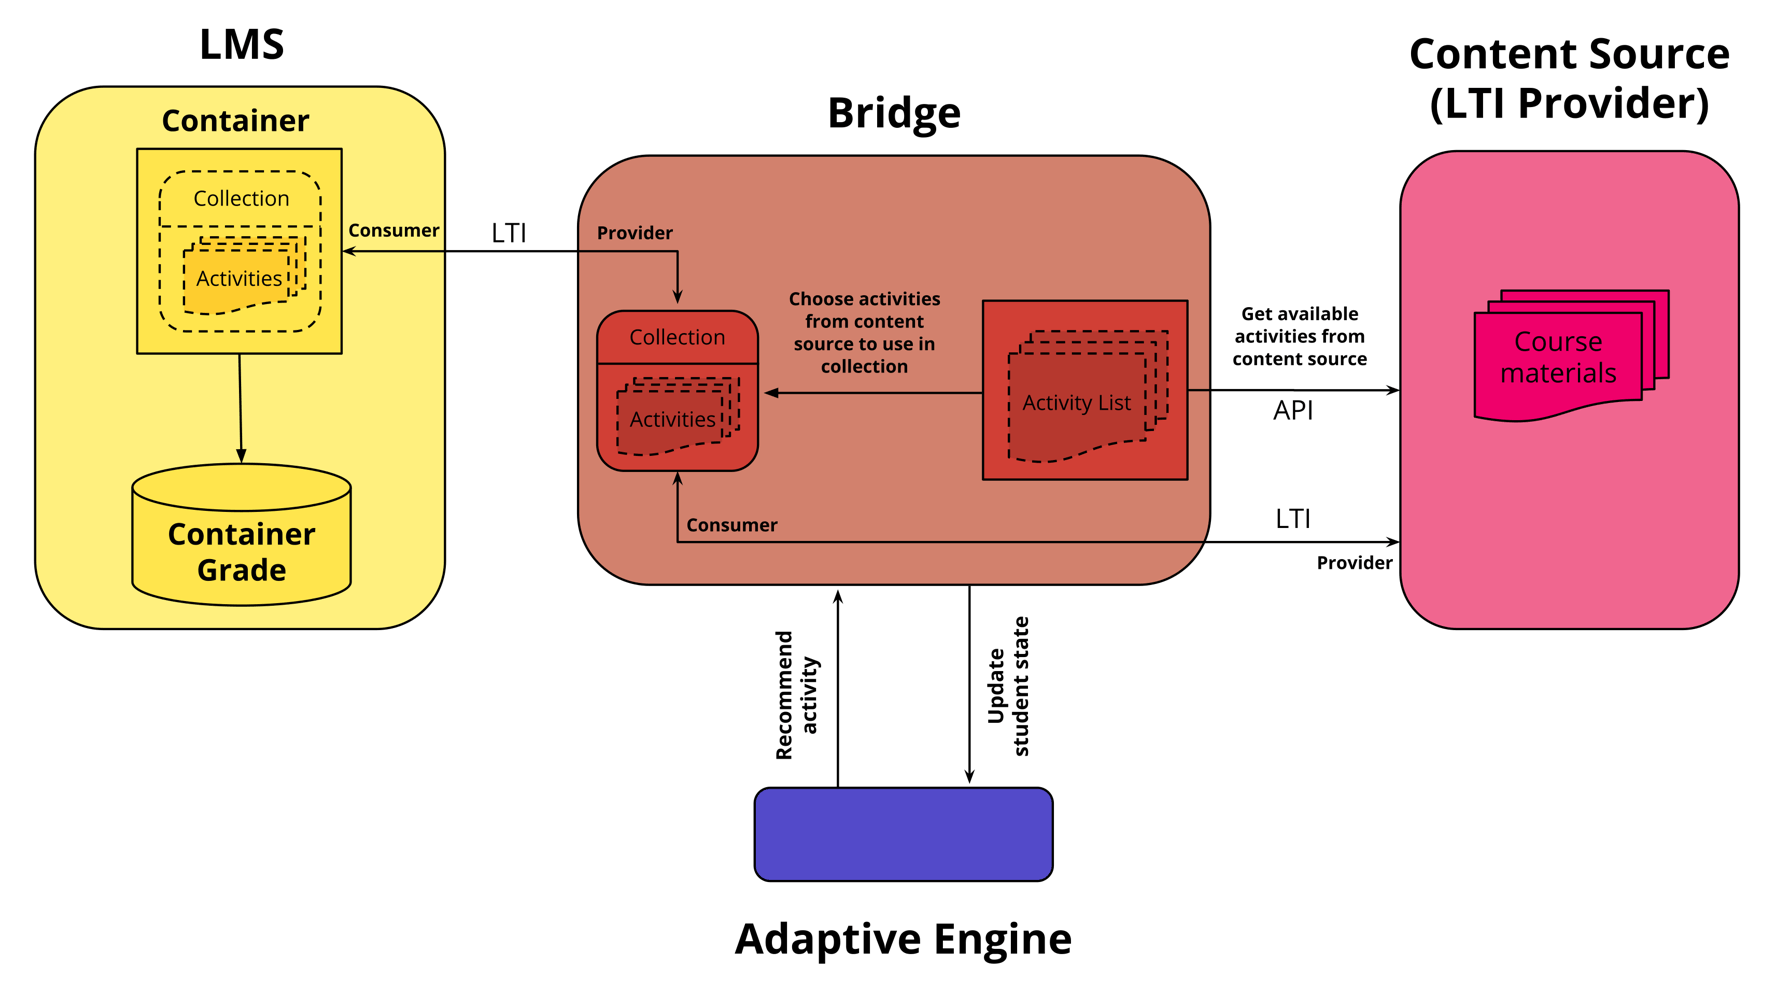 LMS
Container
Collection
Activities
Container
Grade
Consumer
LTI
Provider
Bridge
Collection
Activities
Choose activities
from content
source to use in
collection
Activity List
Consumer
Get available
activities from
content source
API
LTI
Provider
Content Source
(LTI Provider)
Course
materials
Recommend
activity
Update
student state
Adaptive Engine